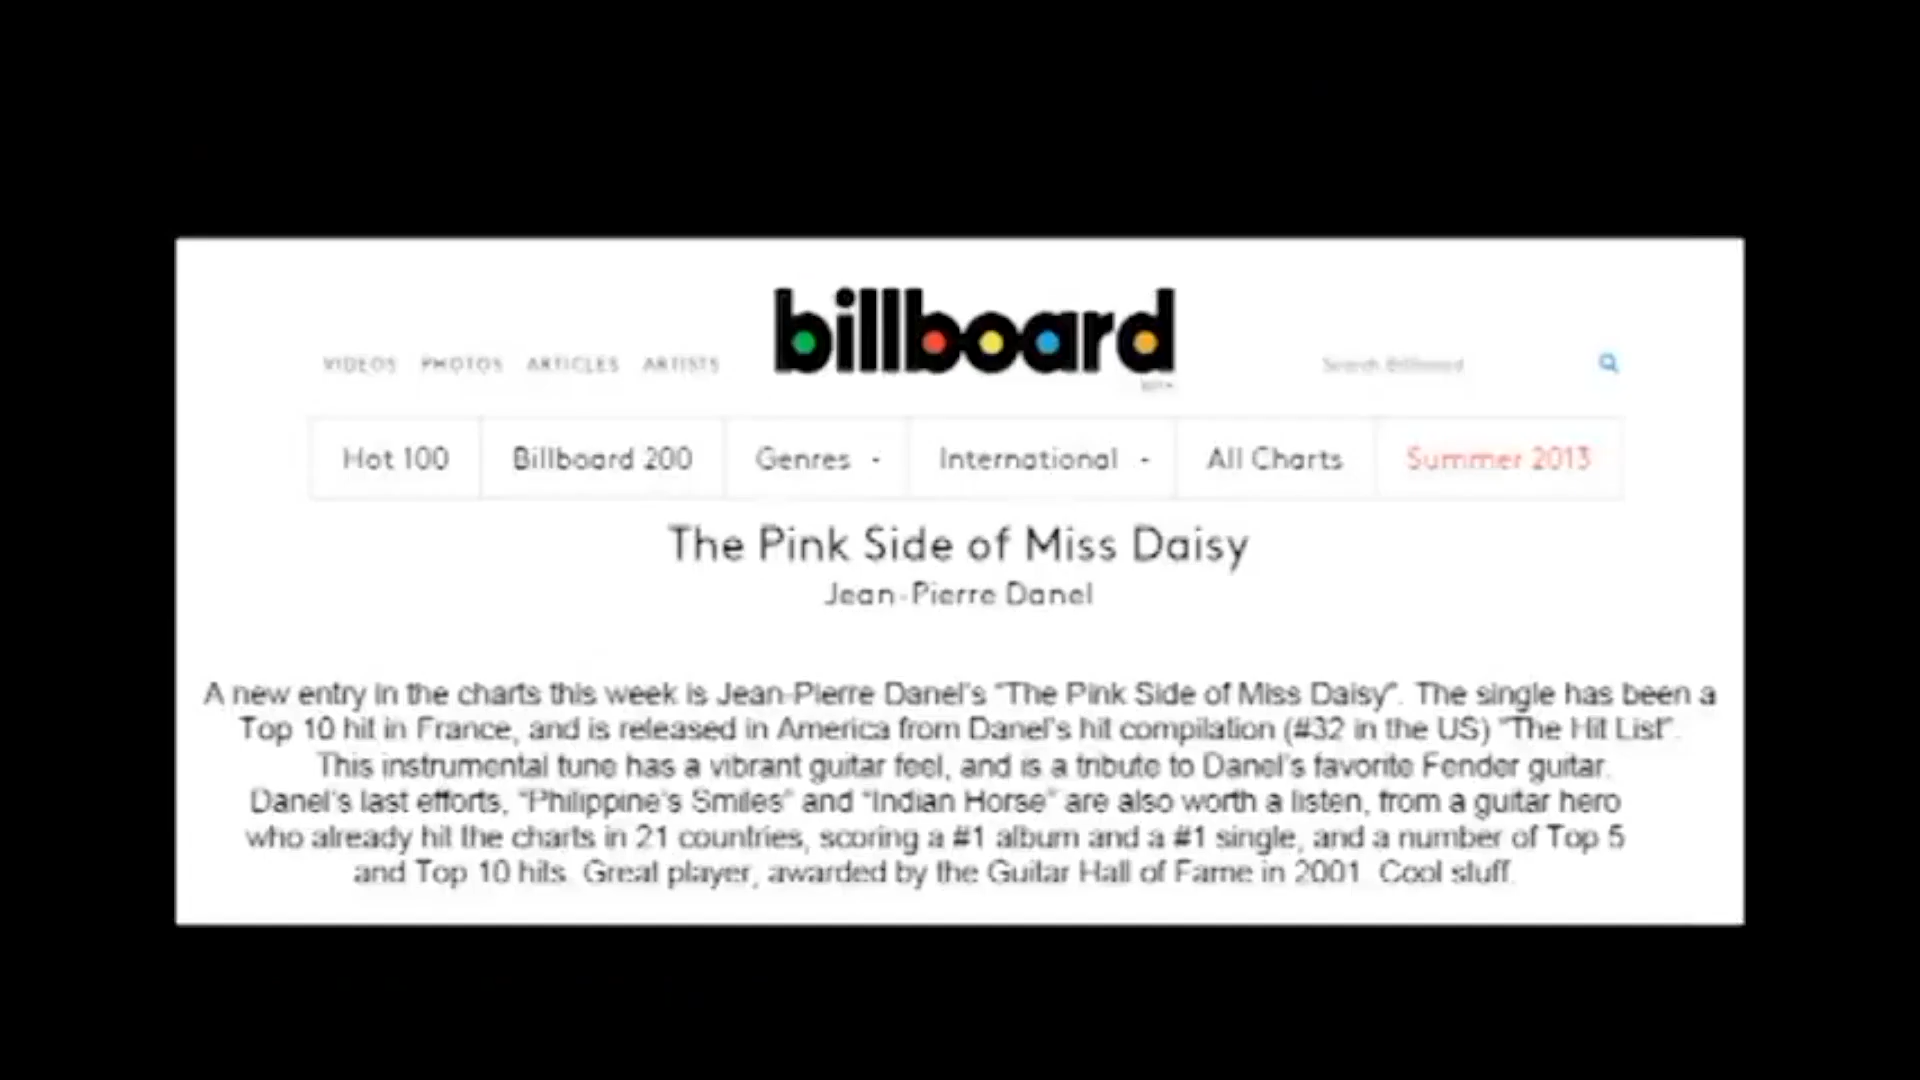 billboard
VIDEOS PHOTOS ARTICLES ARTISTS
Search Billboard
Hot 100 Billboard 200 Genres International All Charts Summer 2013
The Pink Side of Miss Daisy
Jean-Pierre Danel
A new entry in the charts this week is Jean-Pierre Danel's "The Pink Side of Miss Daisy". The single has been a
Top 10 hit in France, and is released in America from Danel's hit compilation (#32 in the US) "The Hit List".
This instrumental tune has a vibrant guitar feel, and is a tribute to Danel's favorite Fender guitar.
Danel's last efforts, "Philippine's Smiles" and "Indian Horse" are also worth a listen, from a guitar hero
who already hit the charts in 21 countries, scoring a #1 album and a #1 single, and a number of Top 5
and Top 10 hits. Great player, awarded by the Guitar Hall of Fame in 2001. Cool stuff.